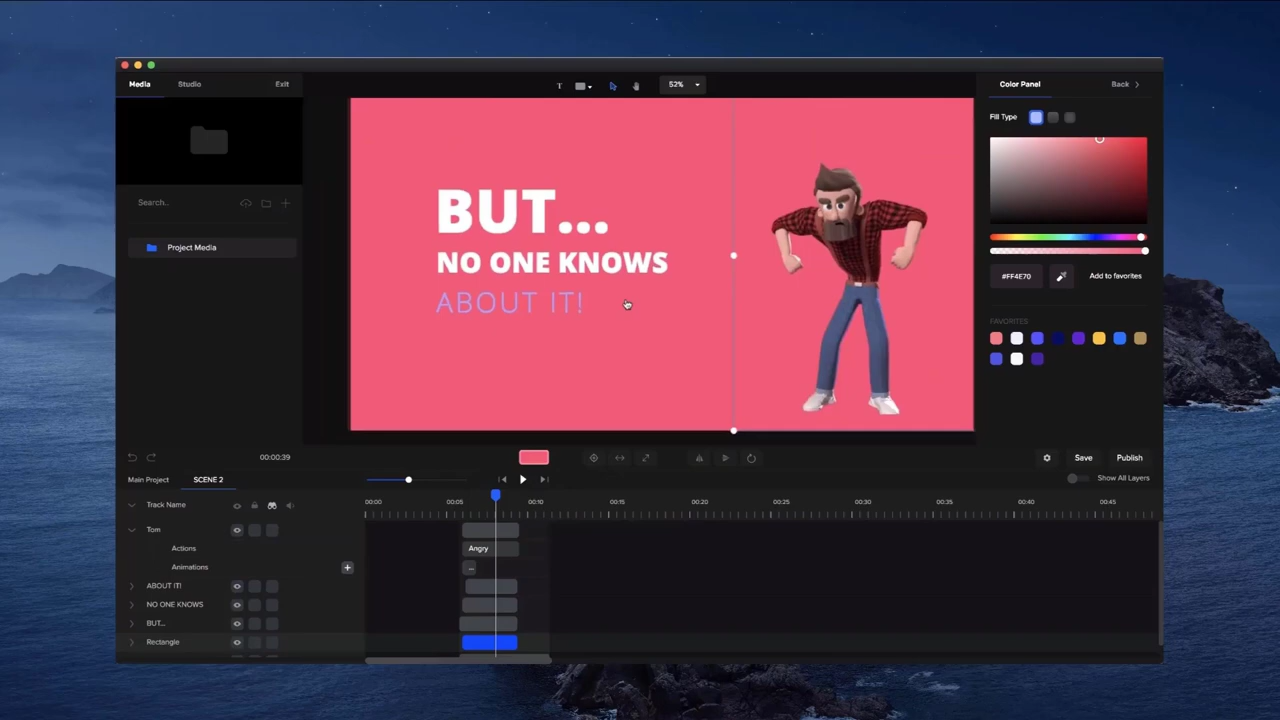 Media Studio Exit
T 52%
Color Panel Back
Fill Type
Search..
Project Media
BUT...
NO ONE KNOWS
ABOUT IT!
#FF4E70 Add to favorites
FAVORITES
00:00:39
Save Publish
Main Project SCENE 2
Show All Layers
Track Name
00:00 00:05 00:10 00:15 00:20 00:25 00:30 00:35 00:40 00:45
Tom
Actions Angry
Animations ...
ABOUT IT!
NO ONE KNOWS
BUT...
Rectangle